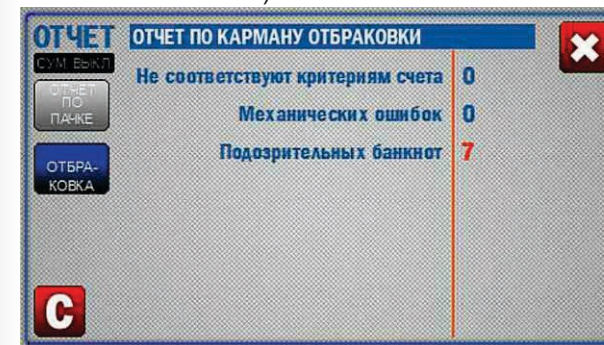 ОТЧЕТ
ОТЧЕТ ПО КАРМАНУ ОТБРАКОВКИ
СУМ. ВЫКЛ
ОТЧЕТ
ПО
ПАЧКЕ
ОТБРА-
КОВКА
Не соответствуют критериям счета 0
Механических ошибок 0
Подозрительных банкнот 7
С